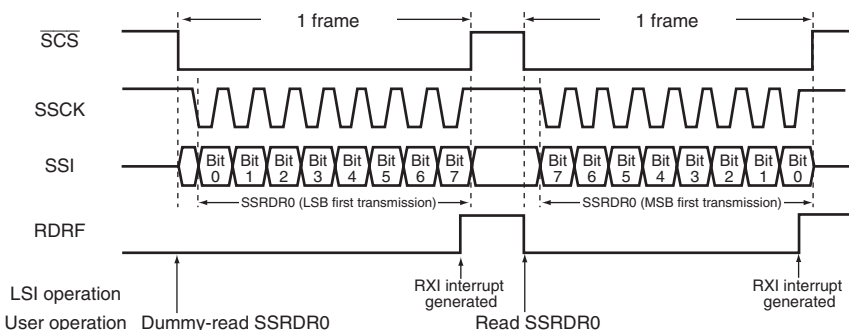 1 frame 1 frame
SCS
SSCK
SSI Bit 0 Bit 1 Bit 2 Bit 3 Bit 4 Bit 5 Bit 6 Bit 7 Bit 7 Bit 6 Bit 5 Bit 4 Bit 3 Bit 2 Bit 1 Bit 0
SSRDR0 (LSB first transmission) SSRDR0 (MSB first transmission)
RDRF
LSI operation RXI interrupt generated RXI interrupt generated
User operation Dummy-read SSRDR0 Read SSRDR0